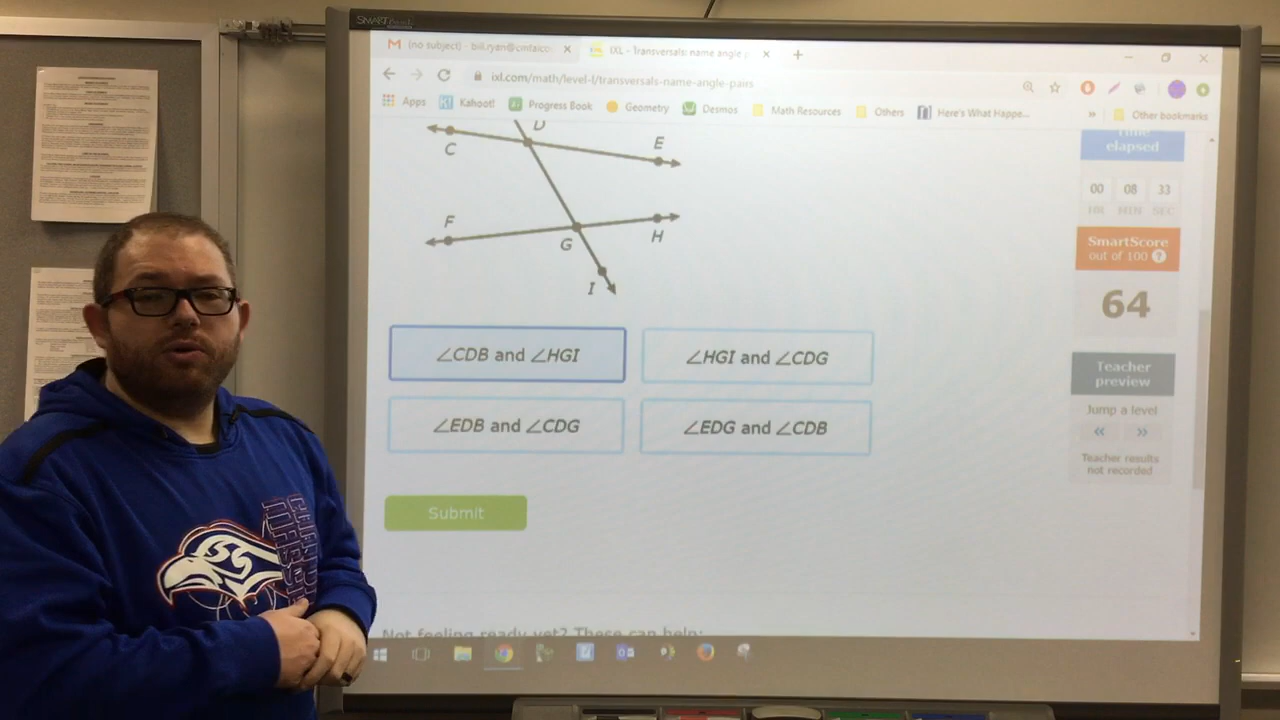 SMART
(no subject) - bill.ryan@cmtaicc
IXL - Transversals: name angle p
ixl.com/math/level-l/transversals-name-angle-pairs
Apps Kahoot! Progress Book Geometry Desmos Math Resources Others Here's What Happe... » Other bookmarks
D
C
E
F
G
H
I
∠CDB and ∠HGI
∠HGI and ∠CDG
∠EDB and ∠CDG
∠EDG and ∠CDB
Submit
Not feeling ready yet? These can help:
Time
elapsed
00 08 33
HR MIN SEC
SmartScore
out of 100 ?
64
Teacher
preview
Jump a level
Teacher results
not recorded